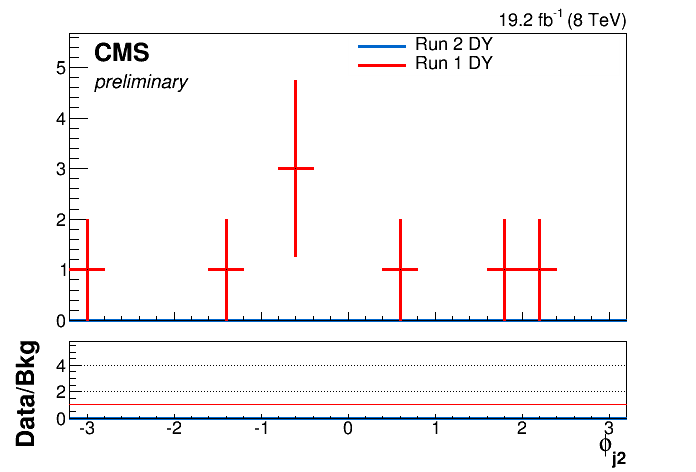 19.2 fb-1 (8 TeV)
CMS
preliminary
Run 2 DY
Run 1 DY
5
4
3
2
1
0
Data/Bkg
4
2
0
-3 -2 -1 0 1 2 3
ϕj2